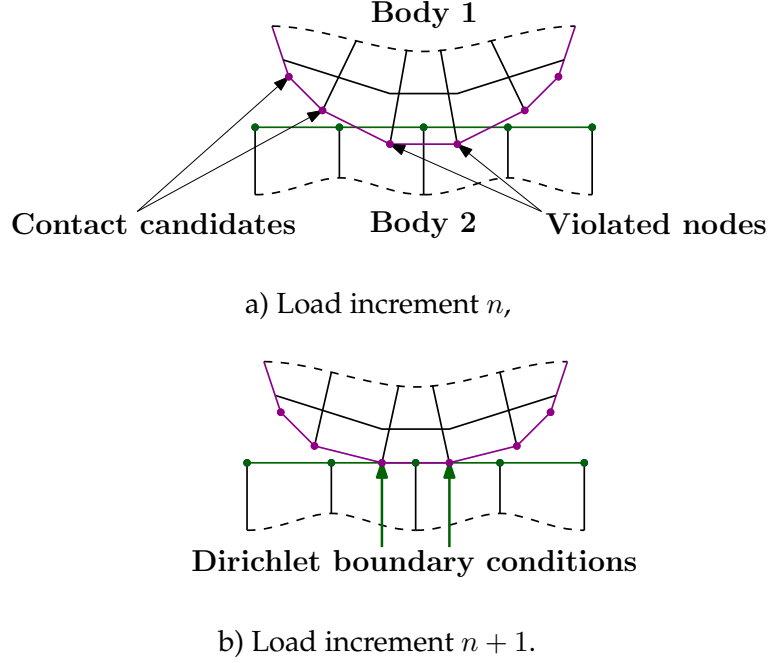 Body 1
Contact candidates
Body 2
Violated nodes
a) Load increment n,
Dirichlet boundary conditions
b) Load increment n + 1.